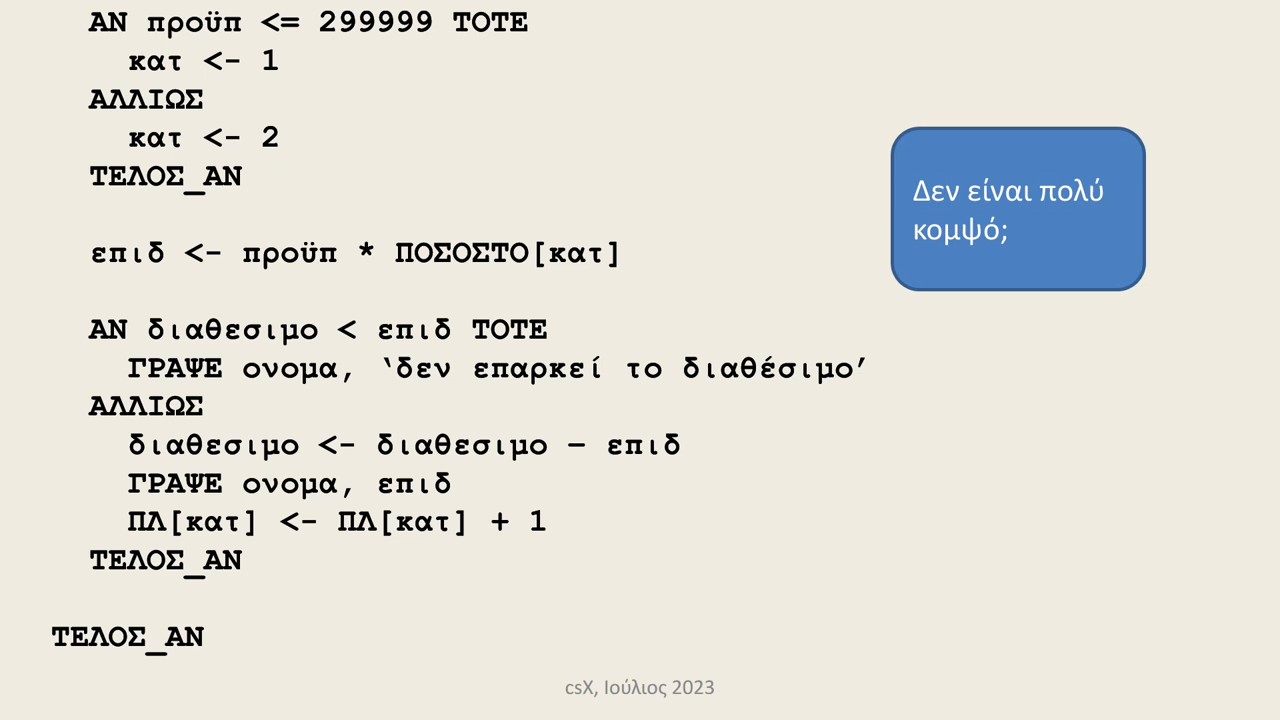 ΑΝ προϋπ <= 299999 ΤΟΤΕ
κατ <- 1
ΑΛΛΙΩΣ
κατ <- 2
ΤΕΛΟΣ_ΑΝ
Δεν είναι πολύ
κομψό;
επιδ <- προϋπ * ΠΟΣΟΣΤΟ[κατ]
ΑΝ διαθεσιμο < επιδ ΤΟΤΕ
ΓΡΑΨΕ ονομα, ‘δεν επαρκεί το διαθέσιμο’
ΑΛΛΙΩΣ
διαθεσιμο <- διαθεσιμο – επιδ
ΓΡΑΨΕ ονομα, επιδ
ΠΛ[κατ] <- ΠΛ[κατ] + 1
ΤΕΛΟΣ_ΑΝ
ΤΕΛΟΣ_ΑΝ
csX, Ιούλιος 2023